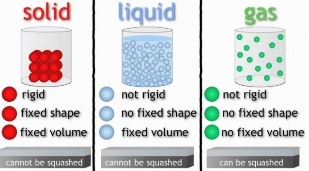 solid
rigid
fixed shape
fixed volume
cannot be squashed
liquid
not rigid
no fixed shape
fixed volume
cannot be squashed
gas
not rigid
no fixed shape
no fixed volume
can be squashed